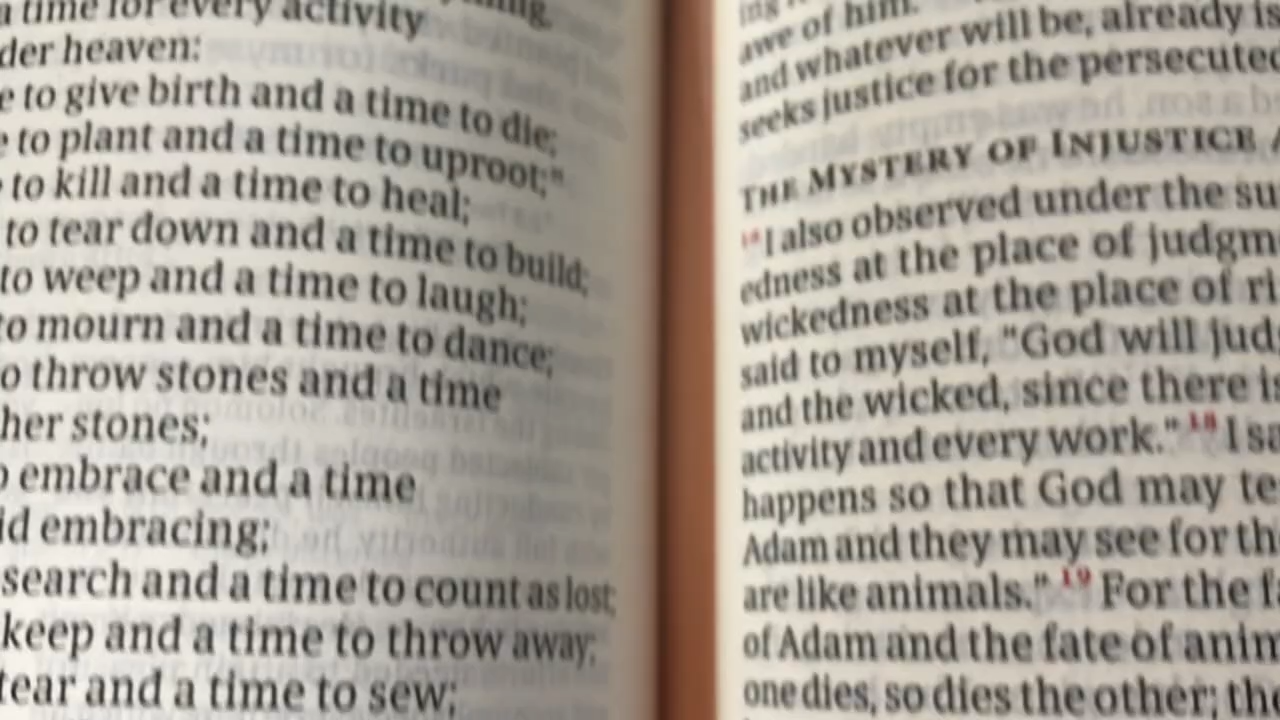 a time for every activity
der heaven:
e to give birth and a time to die;
e to plant and a time to uproot;"
to kill and a time to heal;
to tear down and a time to build;
to weep and a time to laugh;
to mourn and a time to dance;
o throw stones and a time
her stones;
o embrace and a time
id embracing;
search and a time to count as lost;
keep and a time to throw away;
tear and a time to sew;
awe of him.
and whatever will be, already is
seeks justice for the persecuted
THE MYSTERY OF INJUSTICE
I also observed under the su
edness at the place of judgm
wickedness at the place of ri
said to myself, "God will jud
and the wicked, since there is
activity and every work." 18 I sa
happens so that God may te
Adam and they may see for th
are like animals." 19 For the f
of Adam and the fate of anim
one dies, so dies the other; the